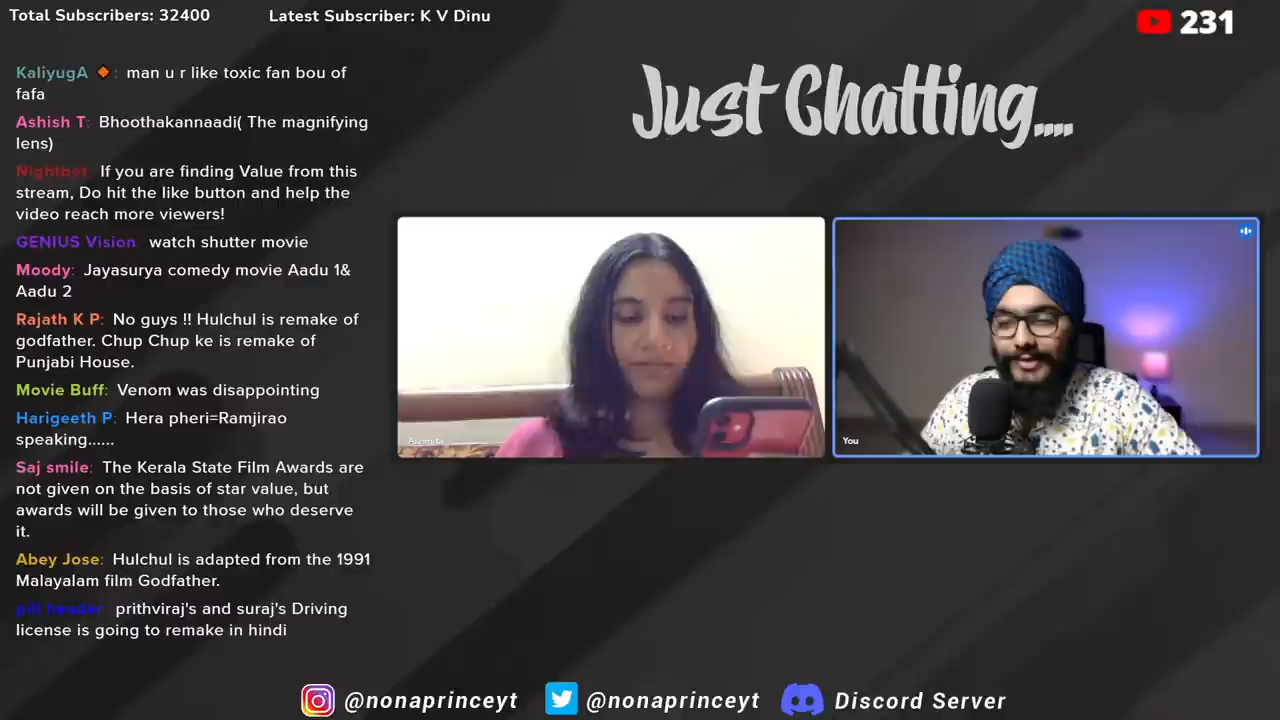 Total Subscribers: 32400
Latest Subscriber: K V Dinu
231
Just Chatting....
KaliyugA : man u r like toxic fan bou of
fafa
Ashish T: Bhoothakannaadi( The magnifying
lens)
Nightbot: If you are finding Value from this
stream, Do hit the like button and help the
video reach more viewers!
GENIUS Vision: watch shutter movie
Moody: Jayasurya comedy movie Aadu 1&
Aadu 2
Rajath K P: No guys !! Hulchul is remake of
godfather. Chup Chup ke is remake of
Punjabi House.
Movie Buff: Venom was disappointing
Harigeeth P: Hera pheri=Ramjirao
speaking......
Saj smile: The Kerala State Film Awards are
not given on the basis of star value, but
awards will be given to those who deserve
it.
Abey Jose: Hulchul is adapted from the 1991
Malayalam film Godfather.
pill header: prithviraj's and suraj's Driving
license is going to remake in hindi
Asmita
You
@nonaprinceyt
@nonaprinceyt
Discord Server